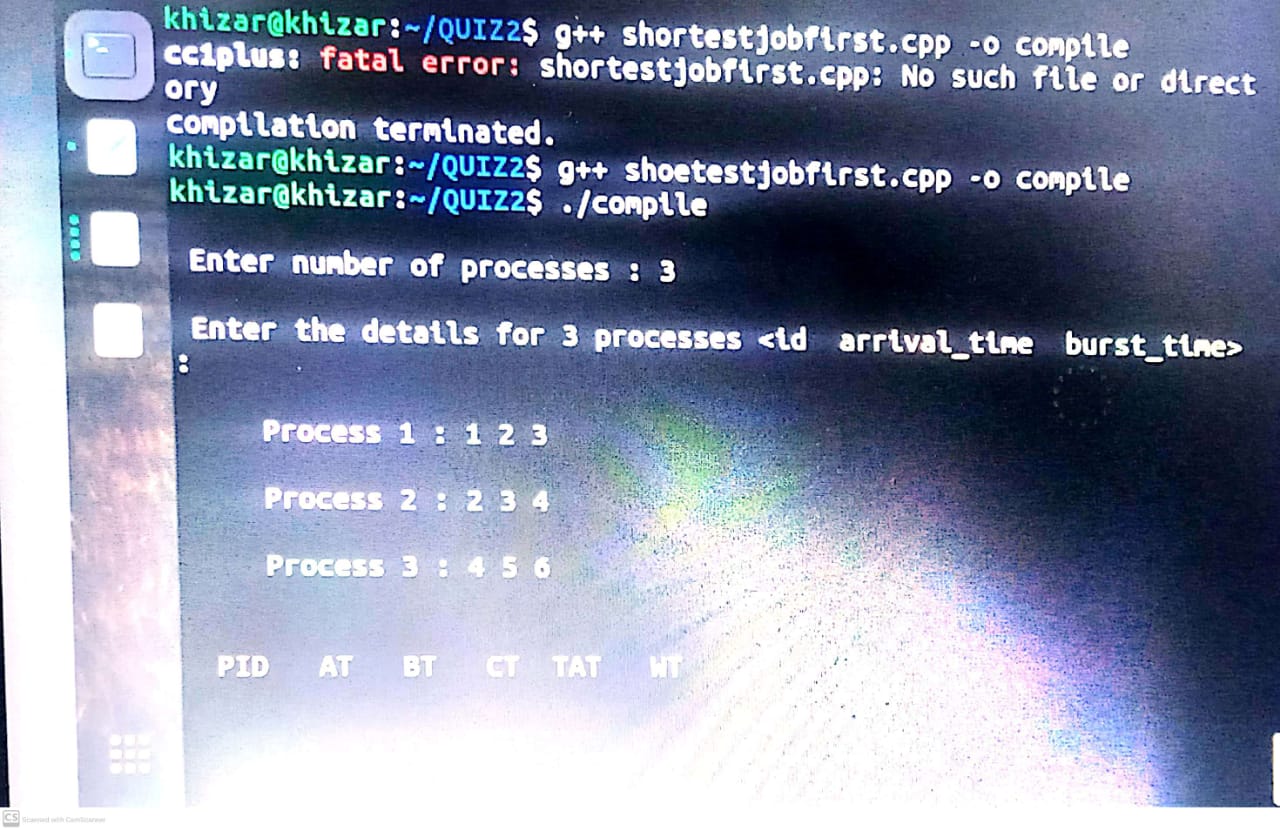 khizar@khizar:~/QUIZ2$ g++ shortestjobfirst.cpp -o compile
cc1plus: fatal error: shortestjobfirst.cpp: No such file or direct
ory
compilation terminated.
khizar@khizar:~/QUIZ2$ g++ shoetestjobfirst.cpp -o compile
khizar@khizar:~/QUIZ2$ ./compile
Enter number of processes : 3
Enter the details for 3 processes <id arrival_time burst_time>
:
Process 1 : 1 2 3
Process 2 : 2 3 4
Process 3 : 4 5 6
PID AT BT CT TAT WT
CS Scanned with CamScanner